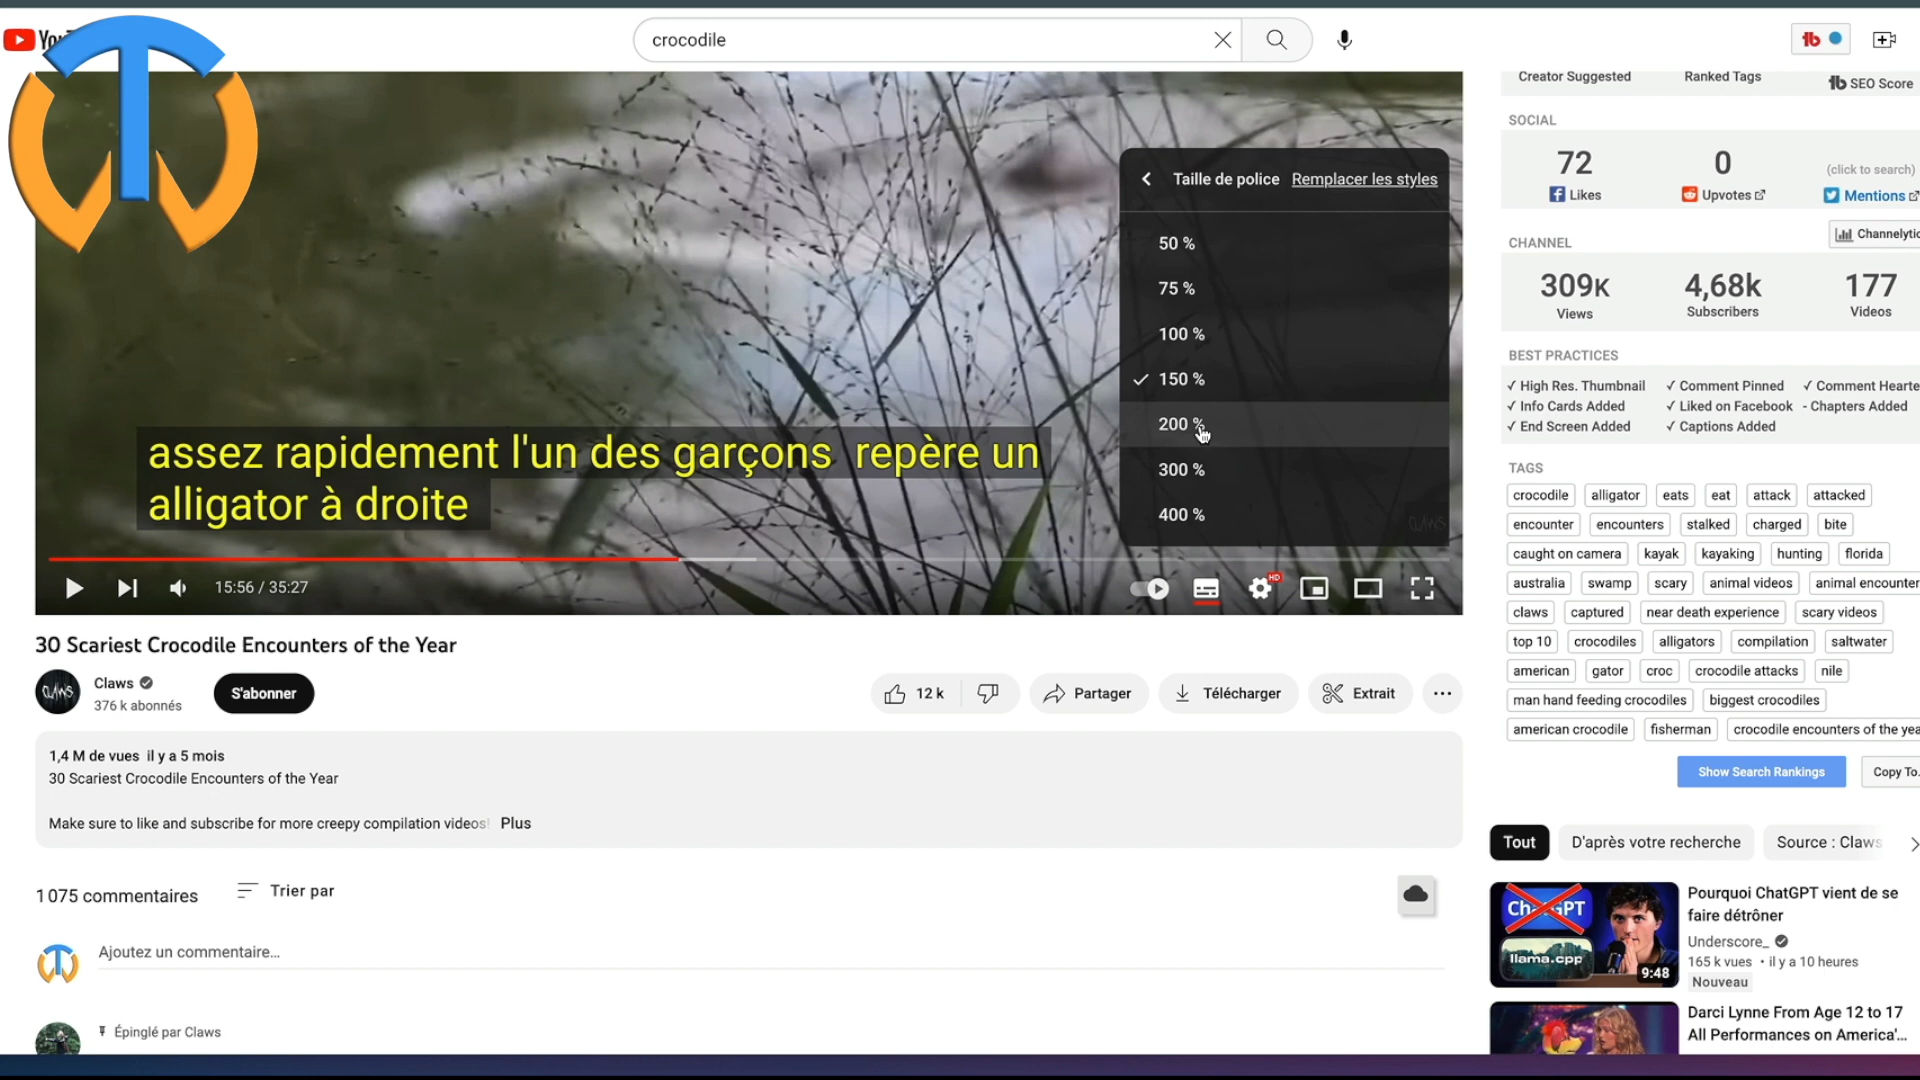 crocodile
Creator Suggested
Ranked Tags
SEO Score
SOCIAL
72
0
(click to search)
Likes
Upvotes
Mentions
CHANNEL
309K
4,68k
177
Views
Subscribers
Videos
BEST PRACTICES
✓ High Res. Thumbnail
✓ Comment Pinned
✓ Info Cards Added
✓ Liked on Facebook
- Chapters Added
✓ End Screen Added
✓ Captions Added
TAGS
crocodile alligator eats eat attack attacked
encounter encounters stalked charged bite
caught on camera kayak kayaking hunting florida
australia swamp scary animal videos animal encounter
claws captured near death experience scary videos
top 10 crocodiles alligators compilation saltwater
american gator croc crocodile attacks nile
man hand feeding crocodiles biggest crocodiles
american crocodile fisherman crocodile encounters of the
Show Search Rankings
Taille de police Remplacer les styles
50 %
75 %
100 %
150 %
200 %
300 %
400 %
CLAWS
assez rapidement l'un des garçons repère un
alligator à droite
15:56 / 35:27
HD
30 Scariest Crocodile Encounters of the Year
CLAWS
Claws
376 k abonnés
S'abonner
12 k
Partager
Télécharger
Extrait
1,4 M de vues il y a 5 mois
30 Scariest Crocodile Encounters of the Year
Make sure to like and subscribe for more creepy compilation videos! Plus
1 075 commentaires
Trier par
Ajoutez un commentaire...
Épinglé par Claws
Tout
D'après votre recherche
Source : Claws
ChatGPT
llama.cpp
9:48
Pourquoi ChatGPT vient de se
faire détrôner
Underscore_
165 k vues • il y a 10 heures
Nouveau
Darci Lynne From Age 12 to 17
All Performances on America'...